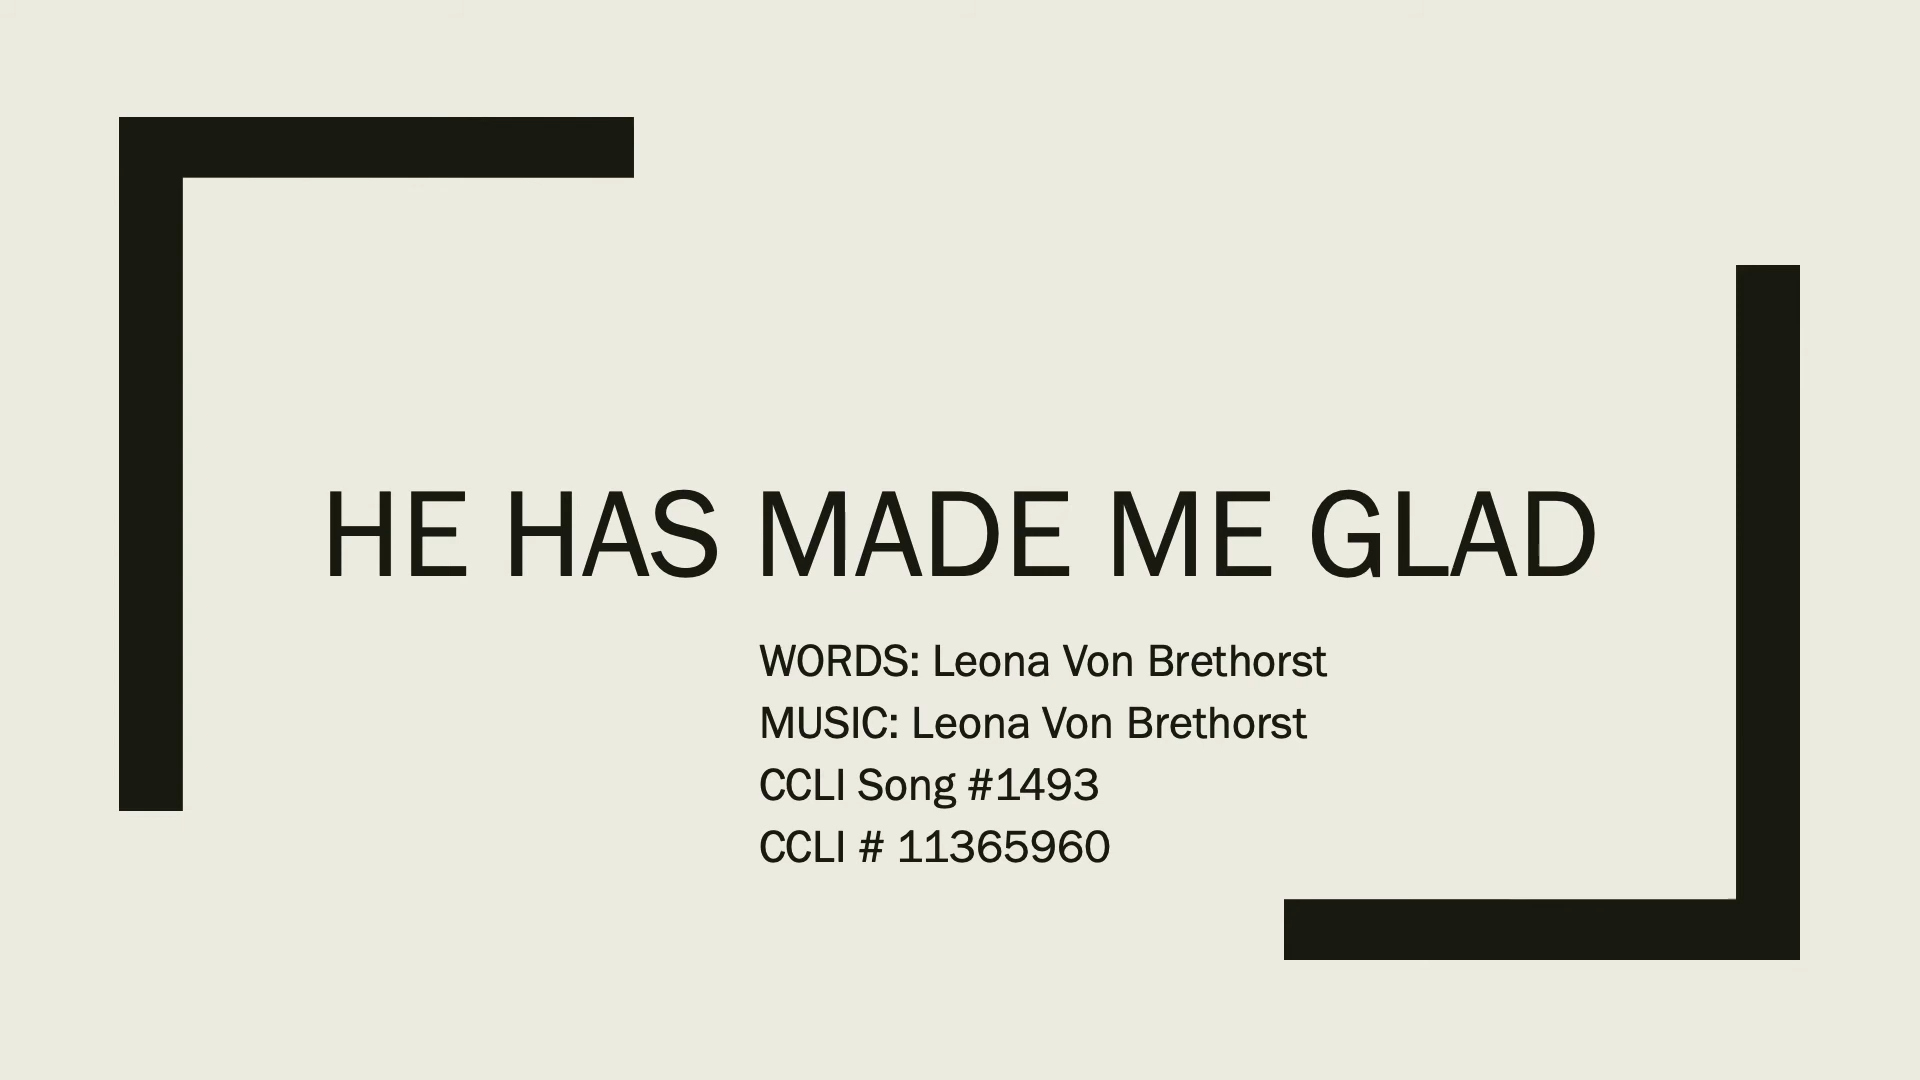 HE HAS MADE ME GLAD
WORDS: Leona Von Brethorst
MUSIC: Leona Von Brethorst
CCLI Song #1493
CCLI # 11365960